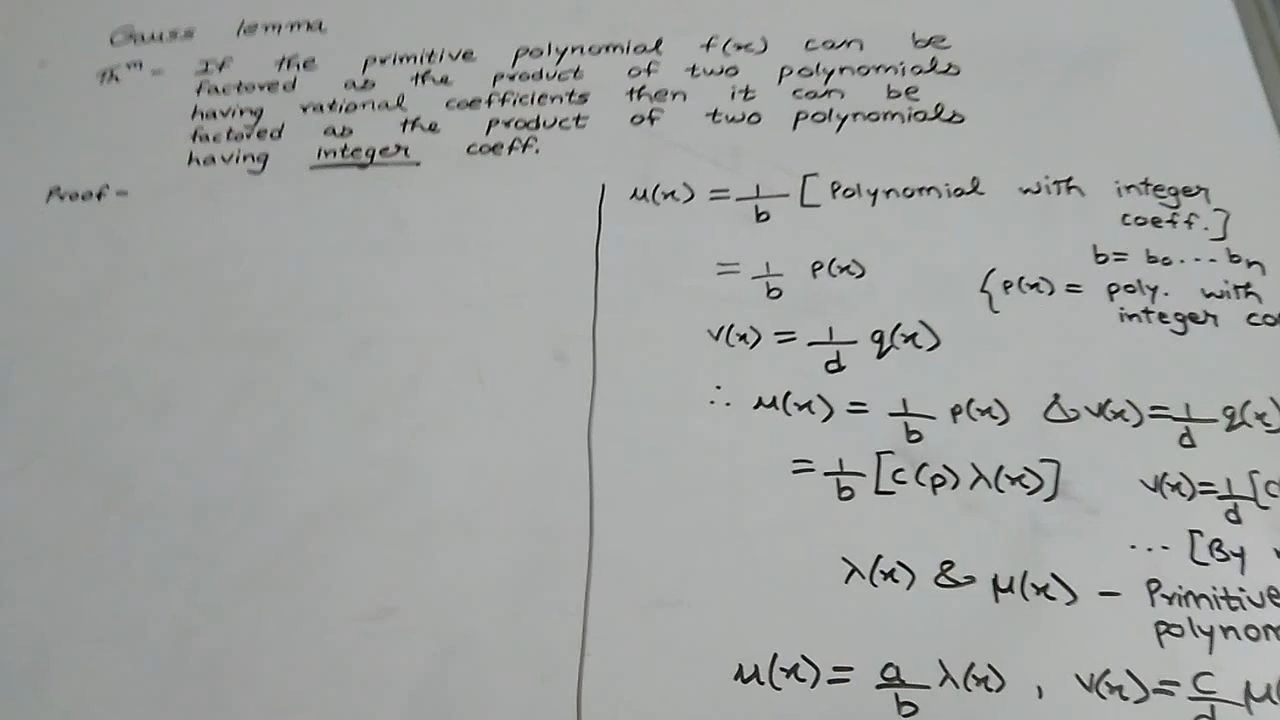 Gauss lemma
Thm - If the primitive polynomial f(x) can be
factored as the product of two polynomials
having rational coefficients then it can be
factored as the product of two polynomials
having integer coeff.
Proof -
u(x) = 1/b [Polynomial with integer
coeff.]
b = b0 ... bn
= 1/b p(x)
{p(x) = poly. with
integer
v(x) = 1/d q(x)
∴ u(x) = 1/b p(x) & v(x) = 1/d q(x)
= 1/b [c(p) λ(x)] v(x) = 1/d [c
... [By
λ(x) & μ(x) - Primitive
u(x) = a/b λ(x), v(x) = c/d μ